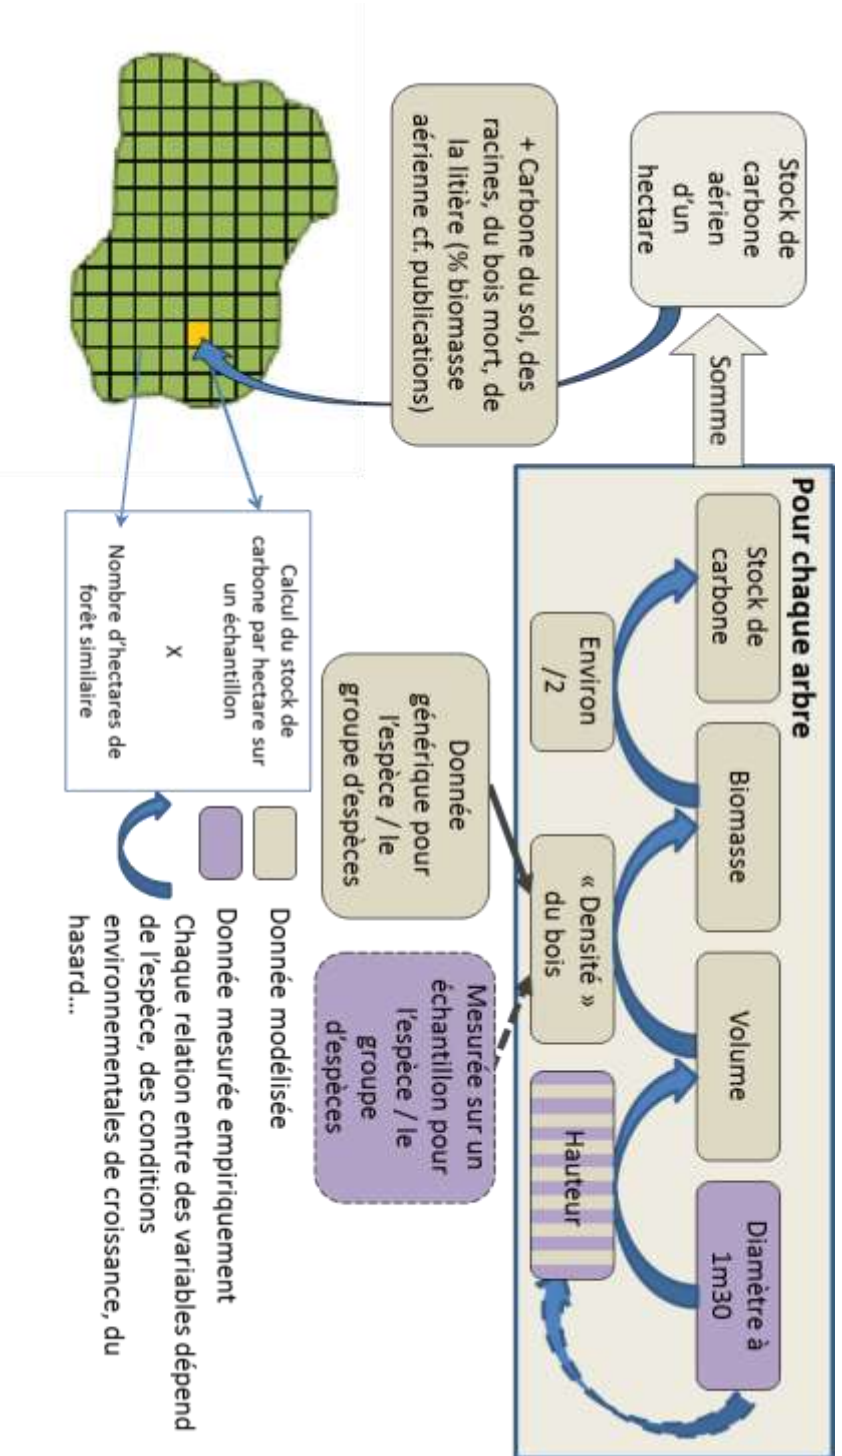 Pour chaque arbre
Stock de
carbone
Biomasse
Volume
Diamètre à
1m30
Environ
/2
« Densité »
du bois
Hauteur
Somme
Stock de
carbone
aérien
d'un
hectare
+ Carbone du sol, des
racines, du bois mort, de
la litière (% biomasse
aérienne cf. publications)
Donnée
générique pour
l'espèce / le
groupe d'espèces
Mesurée sur un
échantillon pour
l'espèce / le
groupe
d'espèces
Calcul du stock de
carbone par hectare sur
un échantillon
X
Nombre d'hectares de
forêt similaire
Donnée modélisée
Donnée mesurée empiriquement
Chaque relation entre des variables dépend
de l'espèce, des conditions
environnementales de croissance, du
hasard...